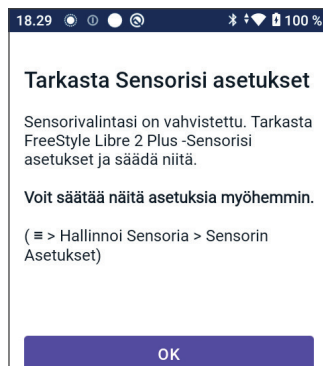 18.29 100 %
Tarkasta Sensorisi asetukset
Sensorivalintasi on vahvistettu. Tarkasta
FreeStyle Libre 2 Plus -Sensorisi
asetukset ja säädä niitä.
Voit säätää näitä asetuksia myöhemmin.
( ≡ > Hallinnoi Sensoria > Sensorin
Asetukset)
OK